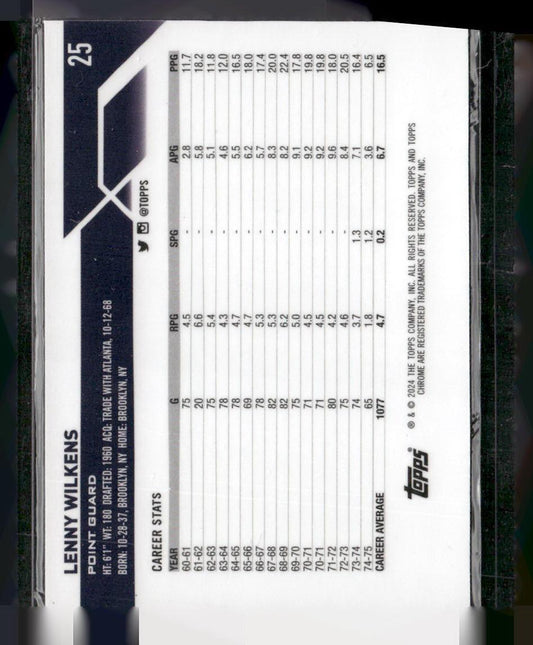 LENNY WILKENS
25
POINT GUARD
HT: 6'1" WT: 180 DRAFTED: 1960 ACQ: TRADE WITH ATLANTA, 10-12-68
BORN: 10-28-37, BROOKLYN, NY HOME: BROOKLYN, NY
@TOPPS
CAREER STATS
YEAR G RPG SPG APG PPG
60-61 75 4.5 - 2.8 11.7
61-62 20 6.6 - 5.8 18.2
62-63 75 5.4 - 5.1 11.8
63-64 78 4.3 - 4.6 12.0
64-65 78 4.7 - 5.5 16.5
65-66 69 4.7 - 6.2 18.0
66-67 78 5.3 - 5.7 17.4
67-68 82 5.3 - 8.3 20.0
68-69 82 6.2 - 8.2 22.4
69-70 75 5.0 - 9.1 17.8
70-71 71 4.5 - 9.2 19.8
70-71 71 4.5 - 9.2 19.8
71-72 80 4.2 - 9.6 18.0
72-73 75 4.6 - 8.4 20.5
73-74 74 3.7 1.3 7.1 16.4
74-75 65 1.8 1.2 3.6 6.5
CAREER AVERAGE 1077 4.7 0.2 6.7 16.5
TOPPS®
® & © 2024 THE TOPPS COMPANY, INC. ALL RIGHTS RESERVED. TOPPS AND TOPPS
CHROME ARE REGISTERED TRADEMARKS OF THE TOPPS COMPANY, INC.